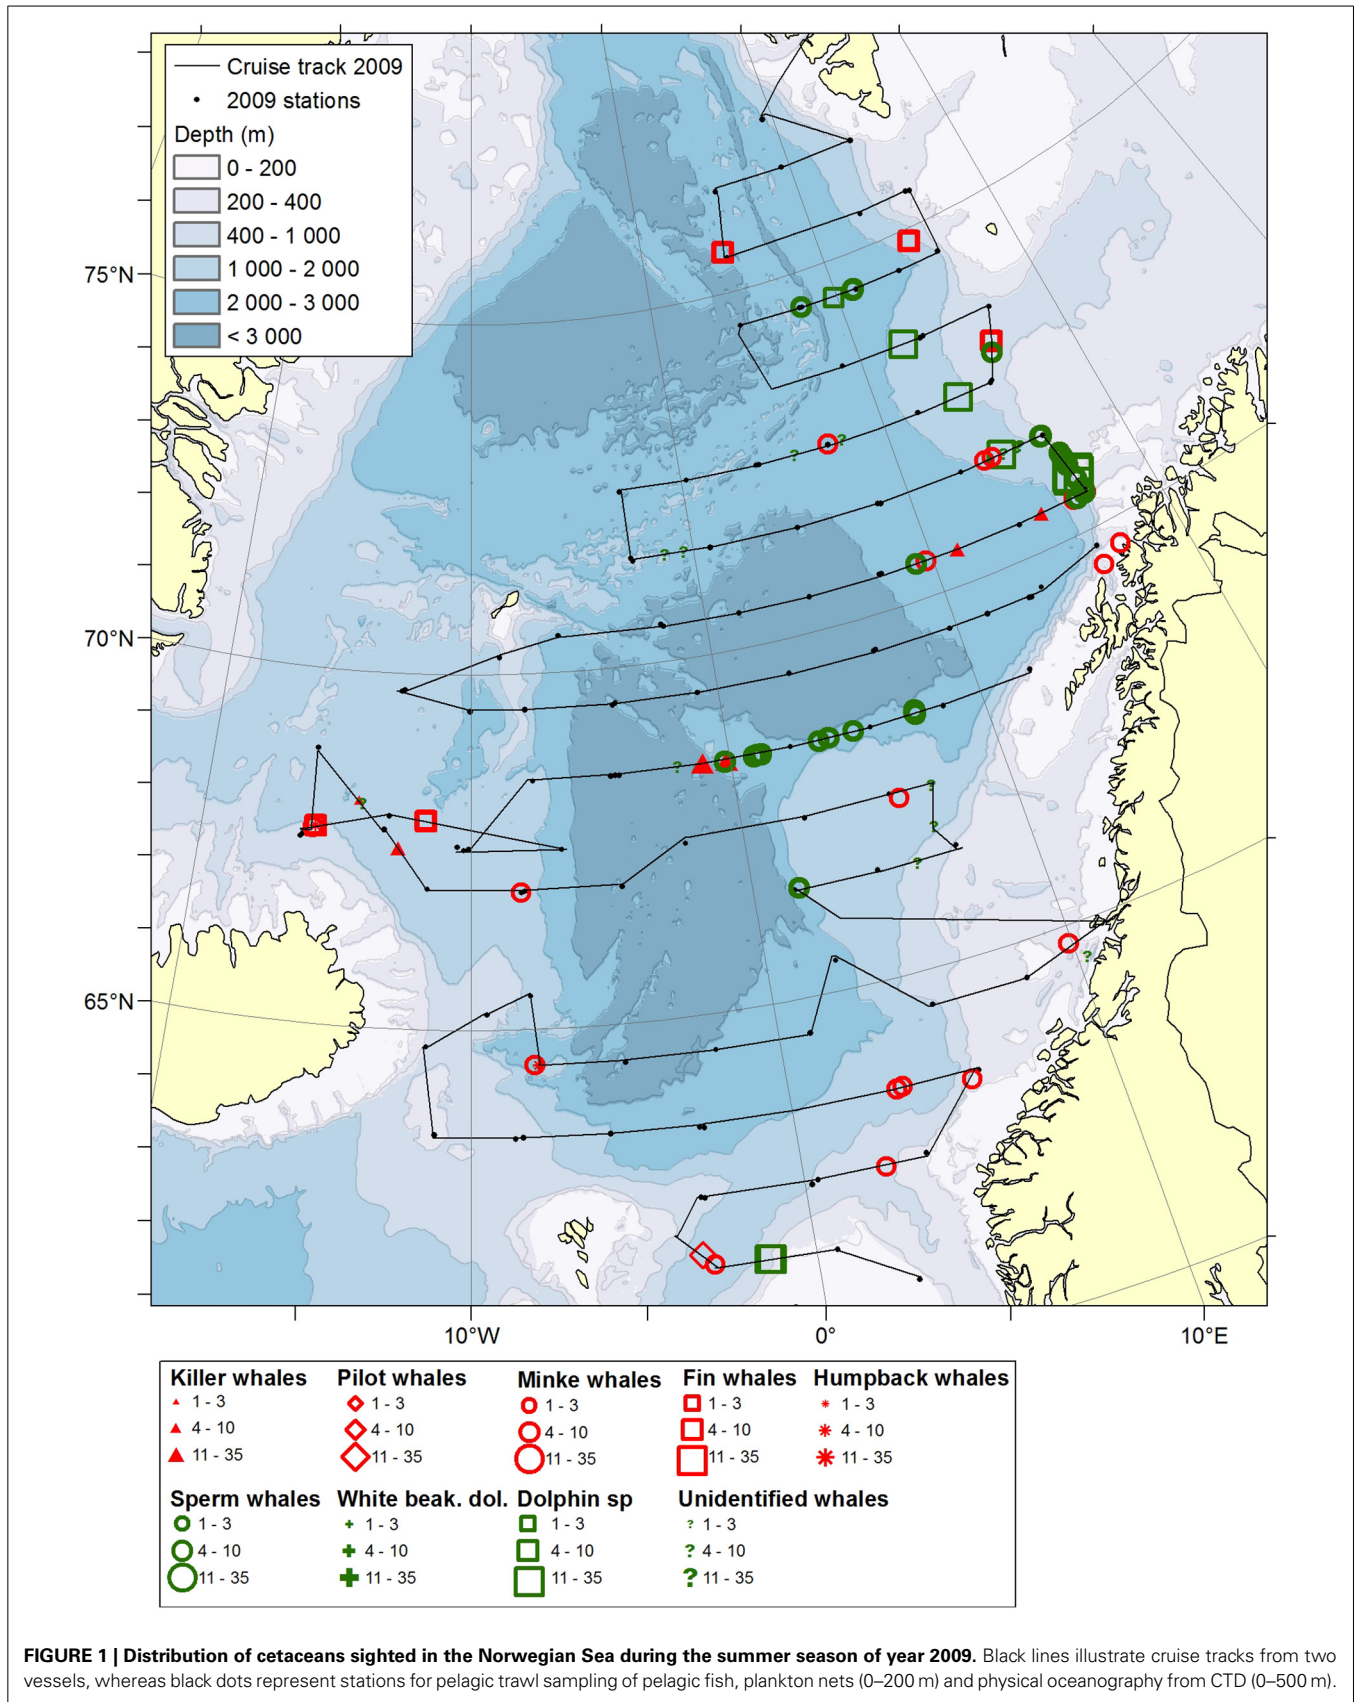 Cruise track 2009
2009 stations
Depth (m)
0 - 200
200 - 400
400 - 1 000
1 000 - 2 000
2 000 - 3 000
< 3 000
75°N
70°N
65°N
10°W 0° 10°E
Killer whales Pilot whales Minke whales Fin whales Humpback whales
1 - 3 1 - 3 1 - 3 1 - 3 1 - 3
4 - 10 4 - 10 4 - 10 4 - 10 4 - 10
11 - 35 11 - 35 11 - 35 11 - 35 11 - 35
Sperm whales White beak. dol. Dolphin sp Unidentified whales
1 - 3 1 - 3 1 - 3 ? 1 - 3
4 - 10 4 - 10 4 - 10 ? 4 - 10
11 - 35 11 - 35 11 - 35 ? 11 - 35
FIGURE 1 | Distribution of cetaceans sighted in the Norwegian Sea during the summer season of year 2009. Black lines illustrate cruise tracks from two
vessels, whereas black dots represent stations for pelagic trawl sampling of pelagic fish, plankton nets (0–200 m) and physical oceanography from CTD (0–500 m).